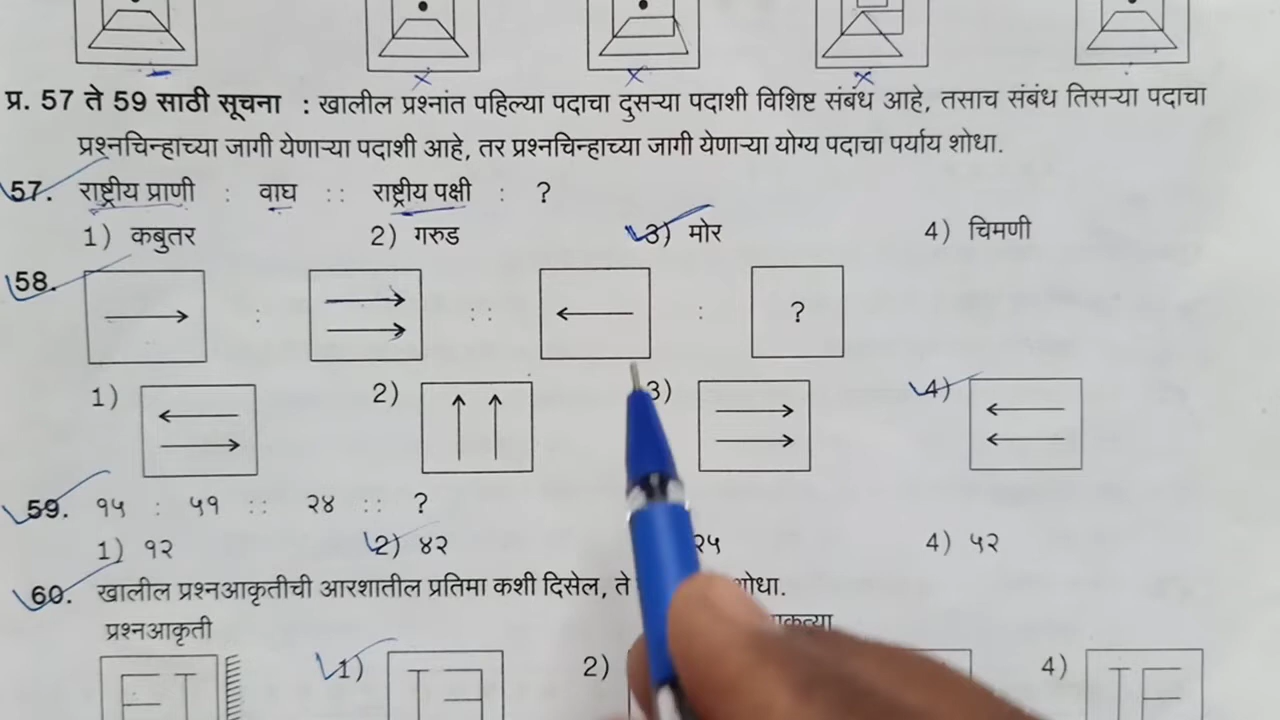 प्र. 57 ते 59 साठी सूचना : खालील प्रश्नांत पहिल्या पदाचा दुसऱ्या पदाशी विशिष्ट संबंध आहे, तसाच संबंध तिसऱ्या पदाचा
प्रश्नचिन्हाच्या जागी येणाऱ्या पदाशी आहे, तर प्रश्नचिन्हाच्या जागी येणाऱ्या योग्य पदाचा पर्याय शोधा.
57. राष्ट्रीय प्राणी : वाघ :: राष्ट्रीय पक्षी : ?
1) कबुतर 2) गरुड 3) मोर 4) चिमणी
58. : :: : ?
1) 2) 3) 4)
59. १५ : ५१ :: २४ :: ?
1) १२ 2) ४२ २५ 4) ५२
60. खालील प्रश्नआकृतीची आरशातील प्रतिमा कशी दिसेल, ते शोधा.
प्रश्नआकृती
1) 2) 4)